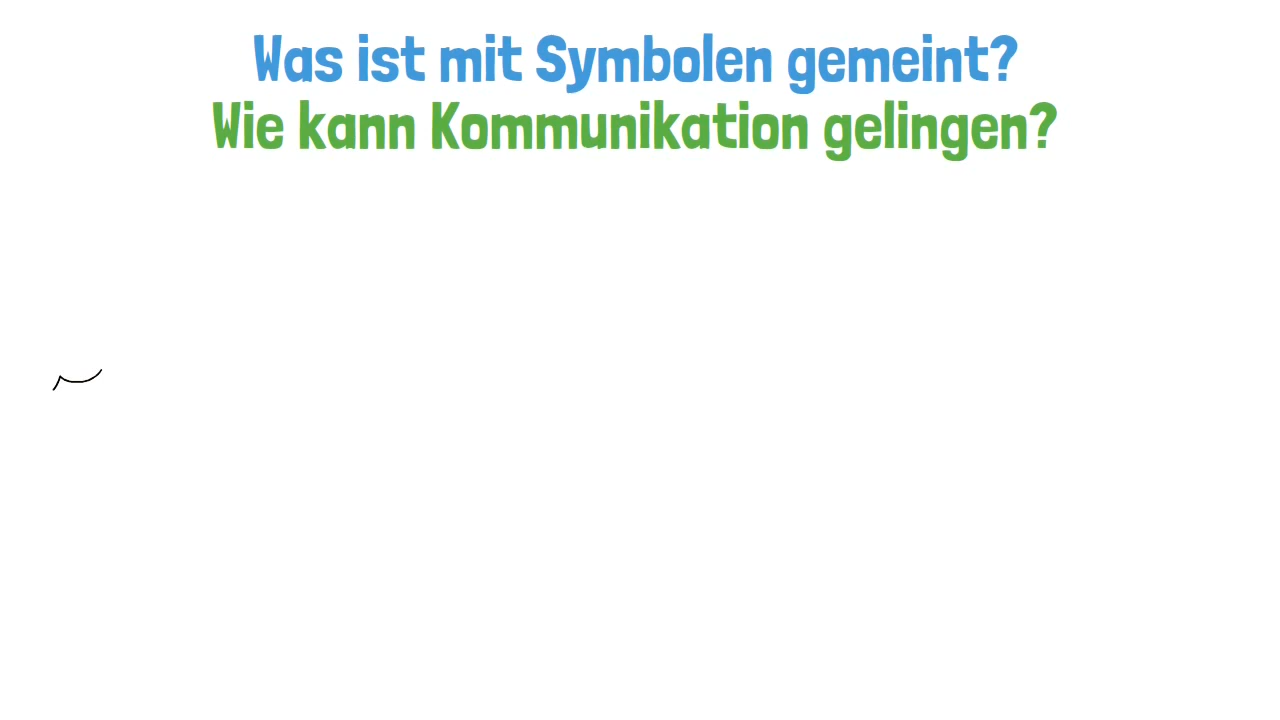 Was ist mit Symbolen gemeint?
Wie kann Kommunikation gelingen?